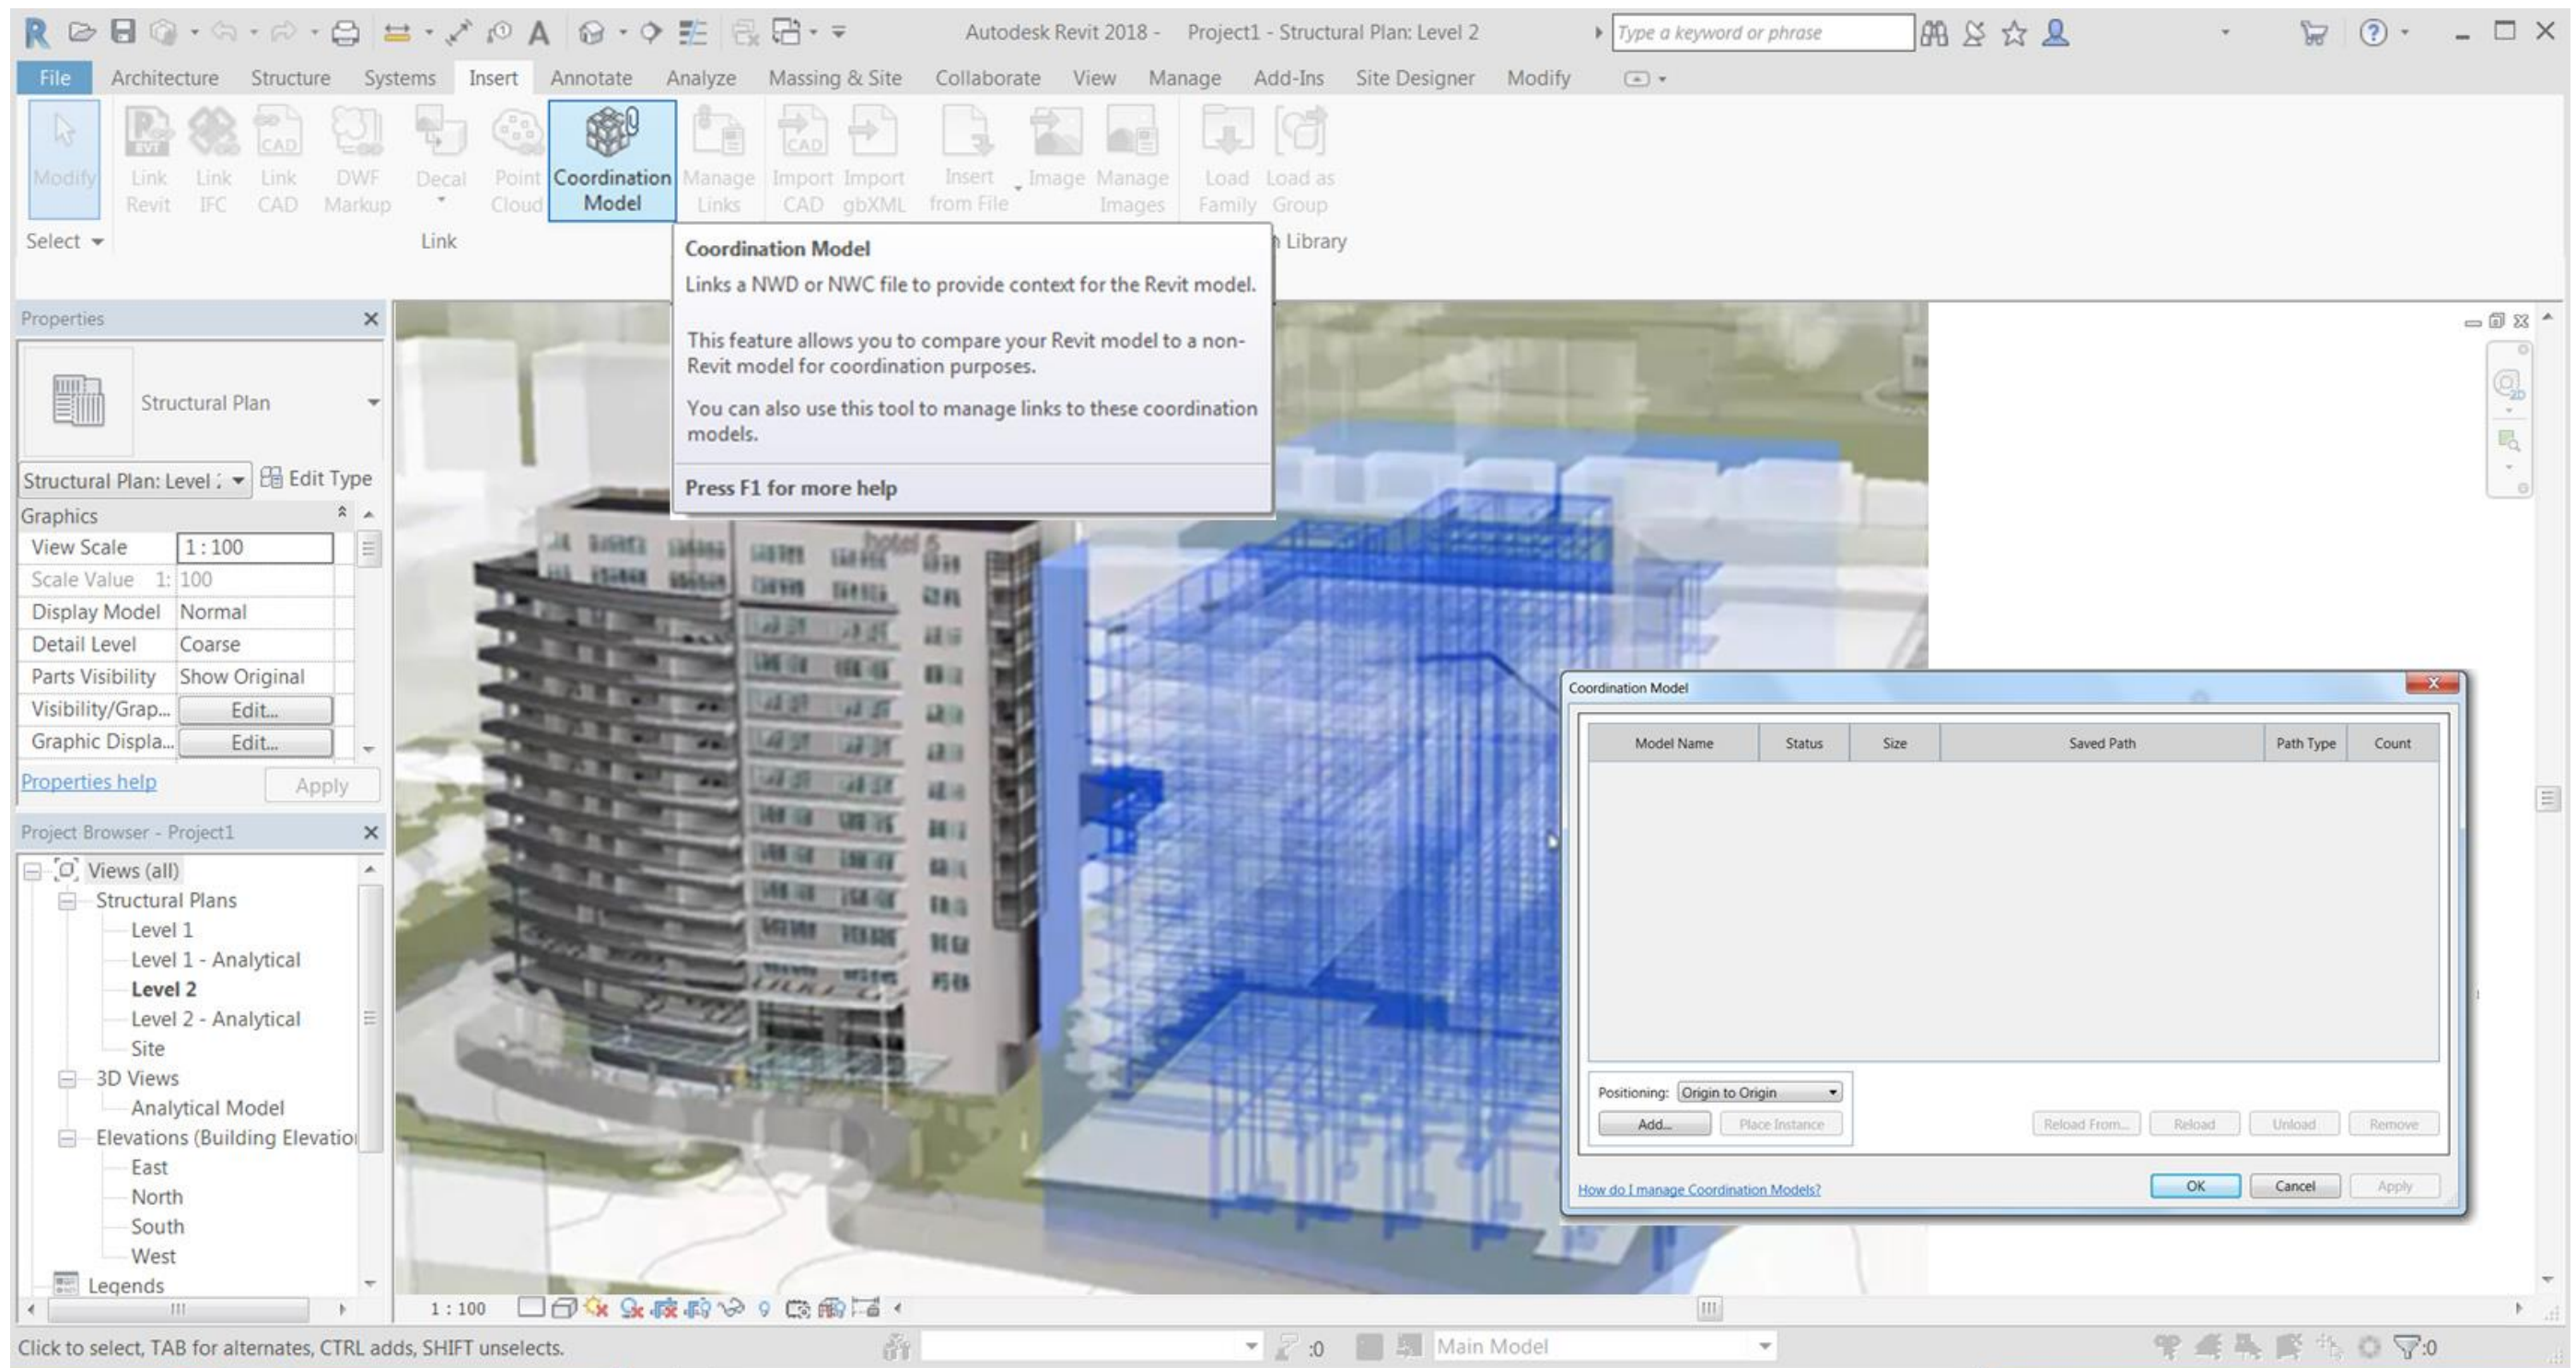 Autodesk Revit 2018 - Project1 - Structural Plan: Level 2
Type a keyword or phrase
File Architecture Structure Systems Insert Annotate Analyze Massing & Site Collaborate View Manage Add-Ins Site Designer Modify
Modify
Link Revit
Link IFC
Link CAD
DWF Markup
Decal
Point Cloud
Coordination Model
Manage Links
Import CAD
Import gbXML
Insert from File
Image
Manage Images
Load Family
Load as Group
Select
Link
Library
Coordination Model
Links a NWD or NWC file to provide context for the Revit model.
This feature allows you to compare your Revit model to a non-
Revit model for coordination purposes.
You can also use this tool to manage links to these coordination
models.
Press F1 for more help
Properties
Structural Plan
Structural Plan: Level
Edit Type
Graphics
View Scale 1 : 100
Scale Value 1: 100
Display Model Normal
Detail Level Coarse
Parts Visibility Show Original
Visibility/Grap... Edit...
Graphic Displa... Edit...
Properties help Apply
Project Browser - Project1
Views (all)
Structural Plans
Level 1
Level 1 - Analytical
Level 2
Level 2 - Analytical
Site
3D Views
Analytical Model
Elevations (Building Elevatio
East
North
South
West
Legends
hotel 6
2D
Coordination Model
Model Name Status Size Saved Path Path Type Count
Positioning: Origin to Origin
Add... Place Instance Reload From... Reload Unload Remove
How do I manage Coordination Models? OK Cancel Apply
1 : 100
Click to select, TAB for alternates, CTRL adds, SHIFT unselects.
:0
Main Model
:0